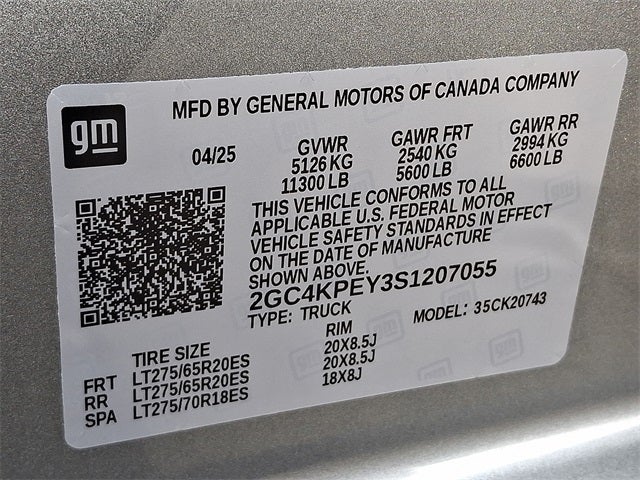 MFD BY GENERAL MOTORS OF CANADA COMPANY
gm
04/25
GVWR GAWR FRT GAWR RR
5126 KG 2540 KG 2994 KG
11300 LB 5600 LB 6600 LB
THIS VEHICLE CONFORMS TO ALL
APPLICABLE U.S. FEDERAL MOTOR
VEHICLE SAFETY STANDARDS IN EFFECT
ON THE DATE OF MANUFACTURE
SHOWN ABOVE.
2GC4KPEY3S1207055
TYPE: TRUCK MODEL: 35CK20743
TIRE SIZE RIM
FRT LT275/65R20ES 20X8.5J
RR LT275/65R20ES 20X8.5J
SPA LT275/70R18ES 18X8J